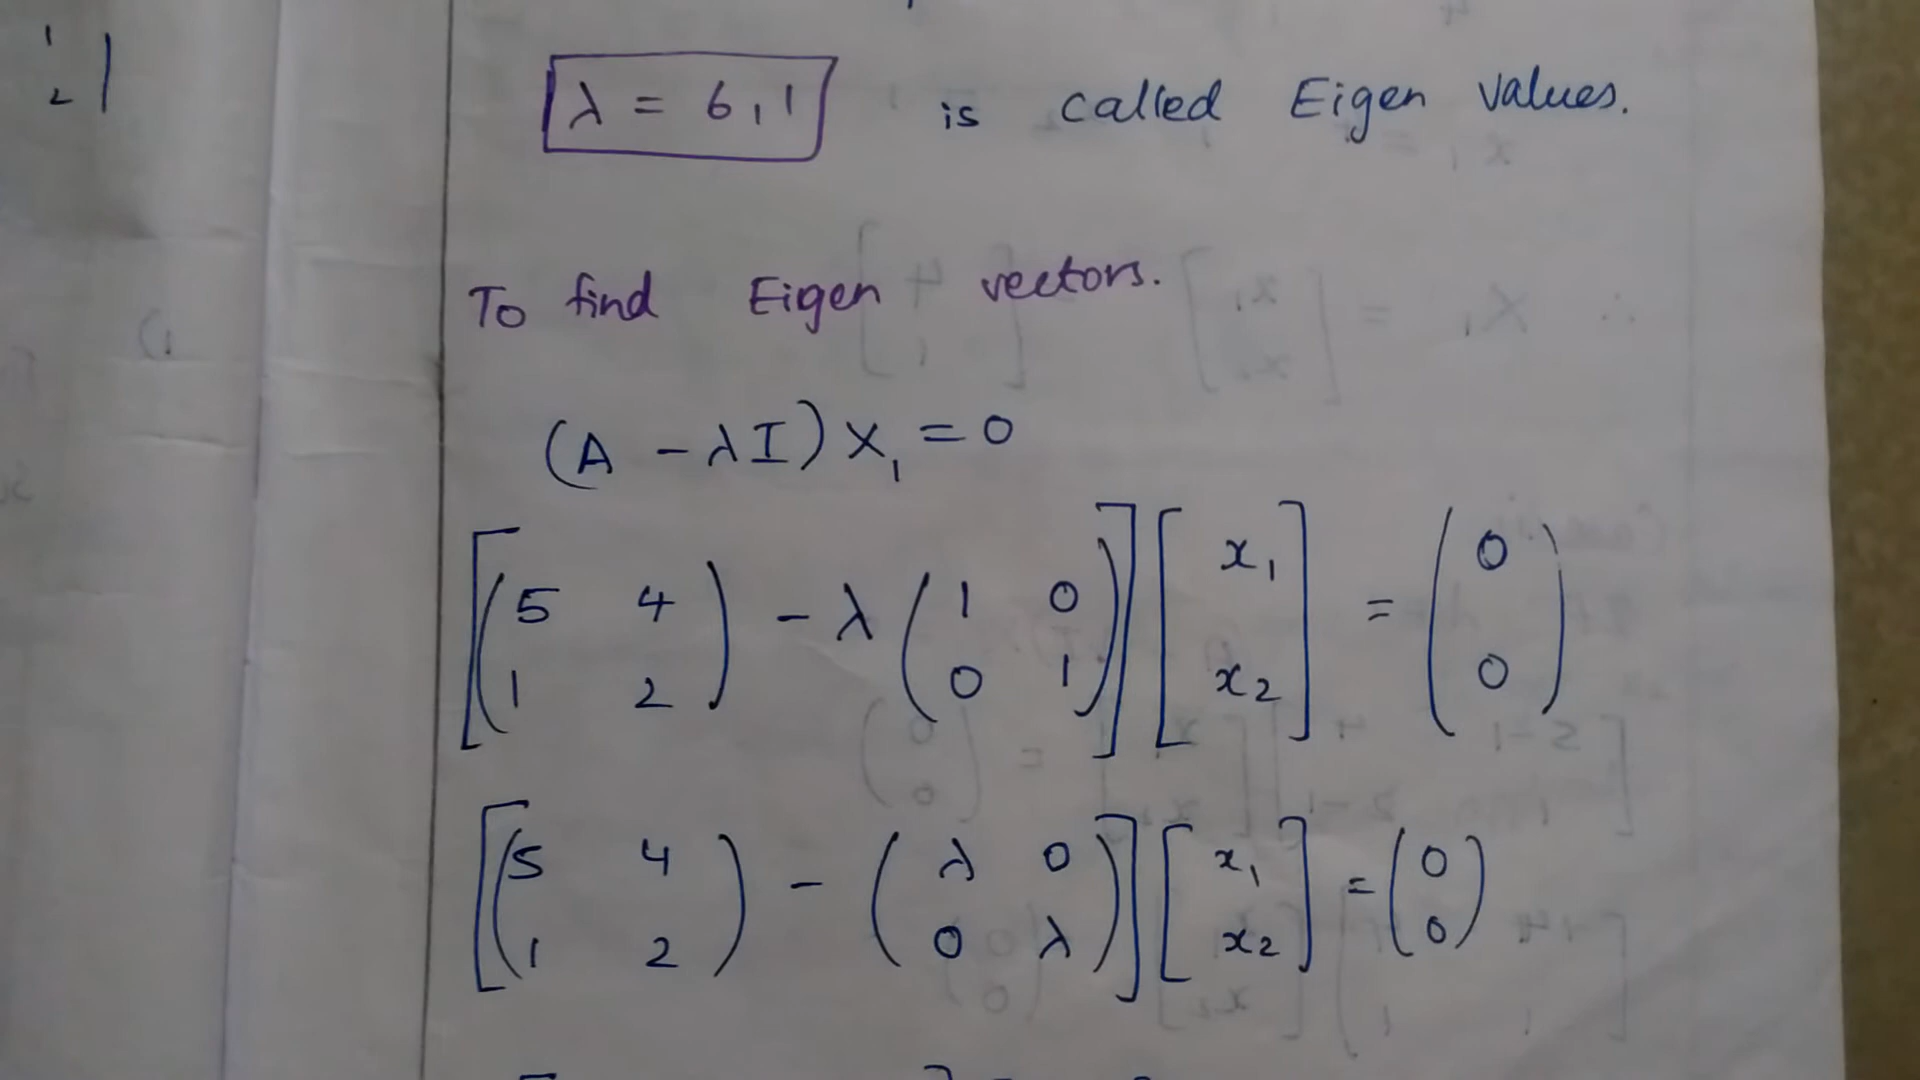 λ = 6, 1 is called Eigen values.
To find Eigen vectors.
(A - λI) X₁ = 0
[(5 4; 1 2) - λ (1 0; 0 1)] [x₁; x₂] = (0; 0)
[(5 4; 1 2) - (λ 0; 0 λ)] [x₁; x₂] = (0; 0)